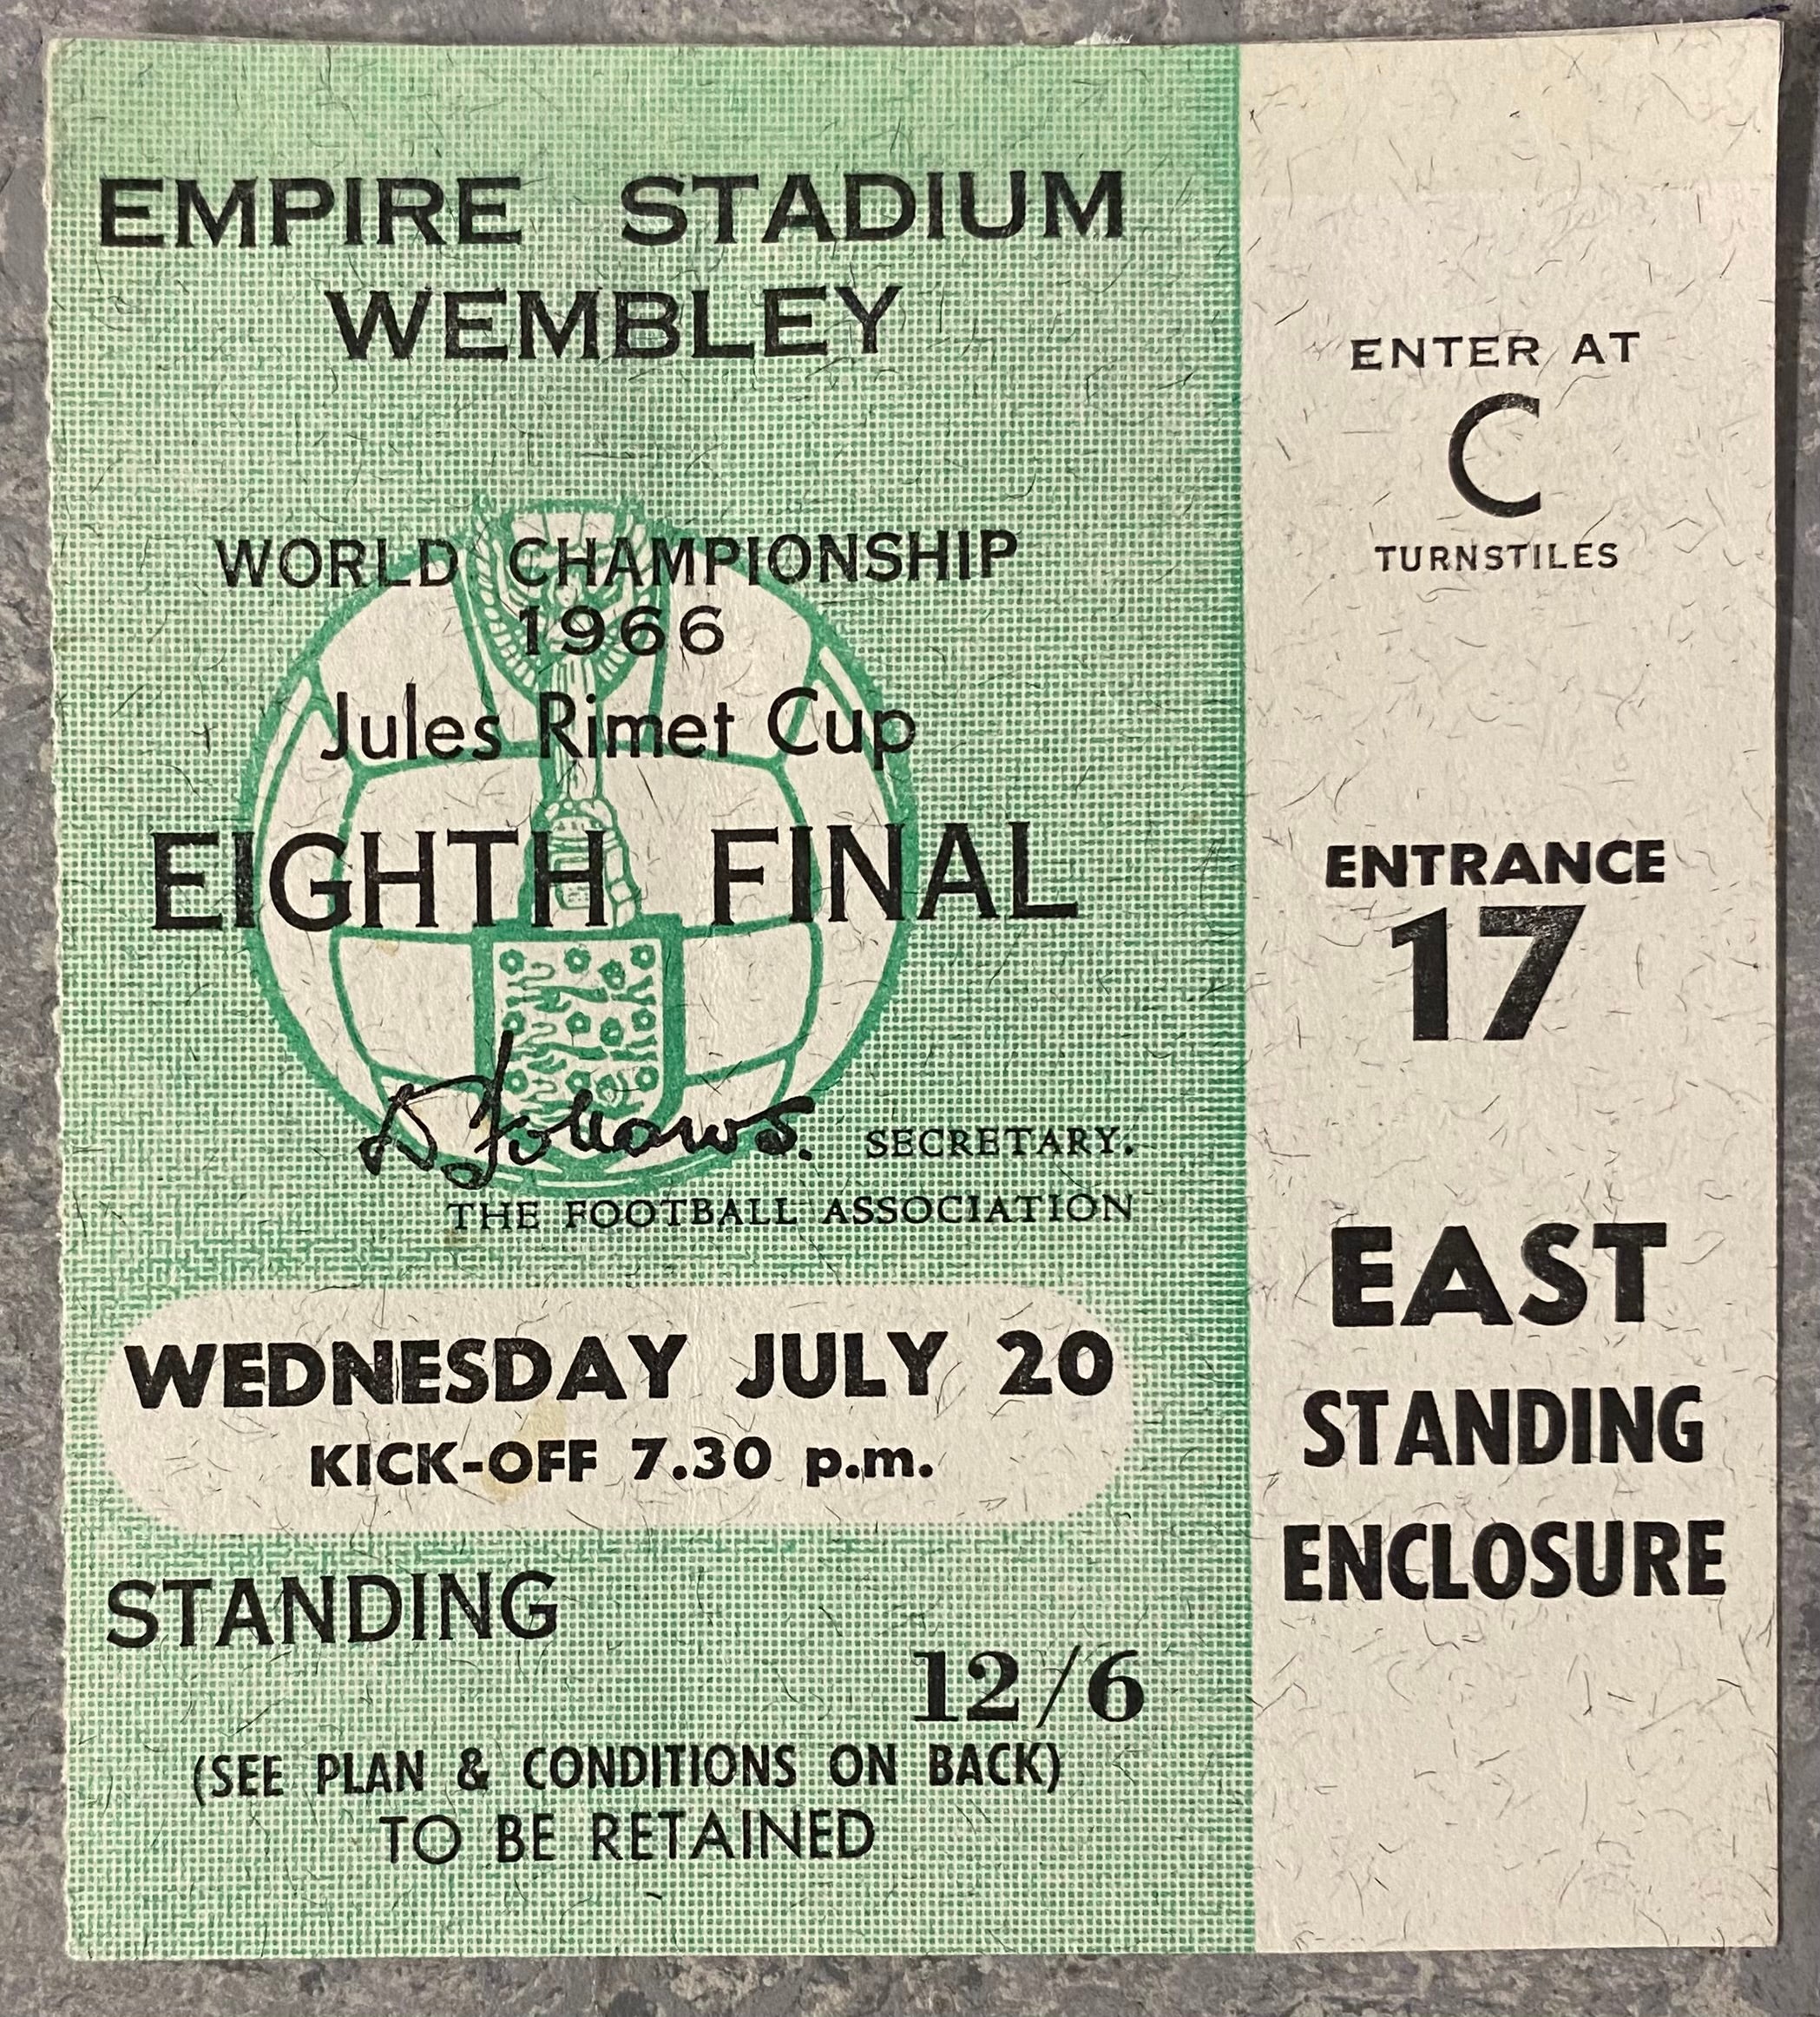 EMPIRE STADIUM
WEMBLEY
WORLD CHAMPIONSHIP
1966
Jules Rimet Cup
EIGHTH FINAL
D Follows. SECRETARY.
THE FOOTBALL ASSOCIATION
WEDNESDAY JULY 20
KICK-OFF 7.30 p.m.
STANDING
12/6
(SEE PLAN & CONDITIONS ON BACK)
TO BE RETAINED
ENTER AT
C
TURNSTILES
ENTRANCE
17
EAST
STANDING
ENCLOSURE